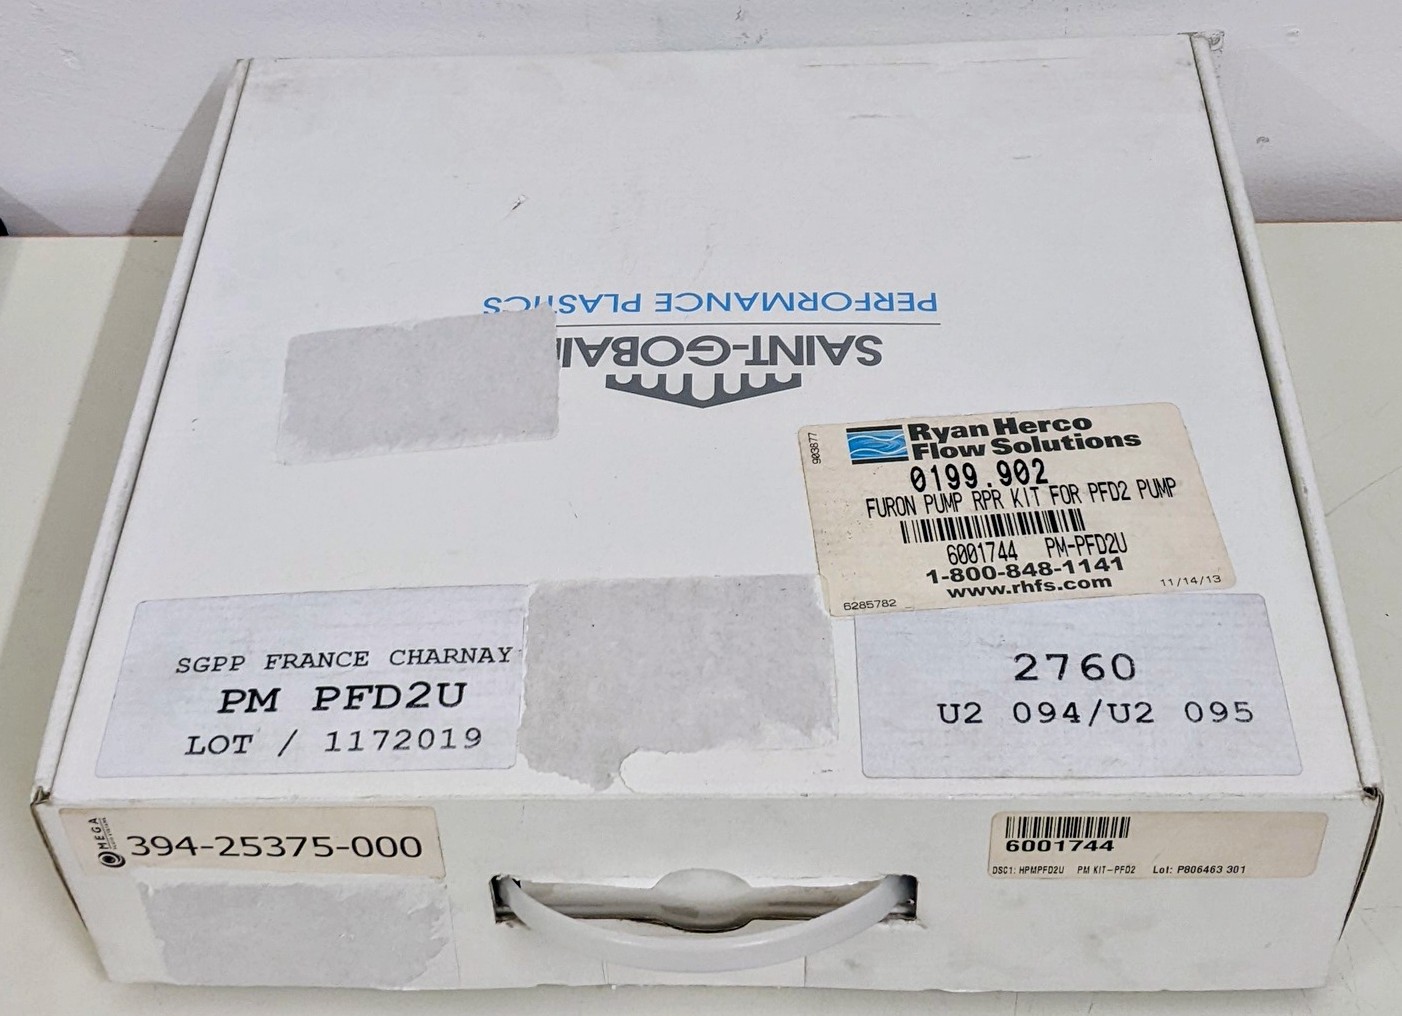 PERFORMANCE PLASTICS
SAINT-GOBAI
903877
Ryan Herco
Flow Solutions
0199.902
FURON PUMP RPR KIT FOR PFD2 PUMP
6001744 PM-PFD2U
1-800-848-1141
www.rhfs.com
11/14/13
6285782
SGPP FRANCE CHARNAY
PM PFD2U
LOT / 1172019
2760
U2 094/U2 095
OMEGA
394-25375-000
6001744
DSC1: HPMPFD2U PM KIT-PFD2 Lot: P806463 301